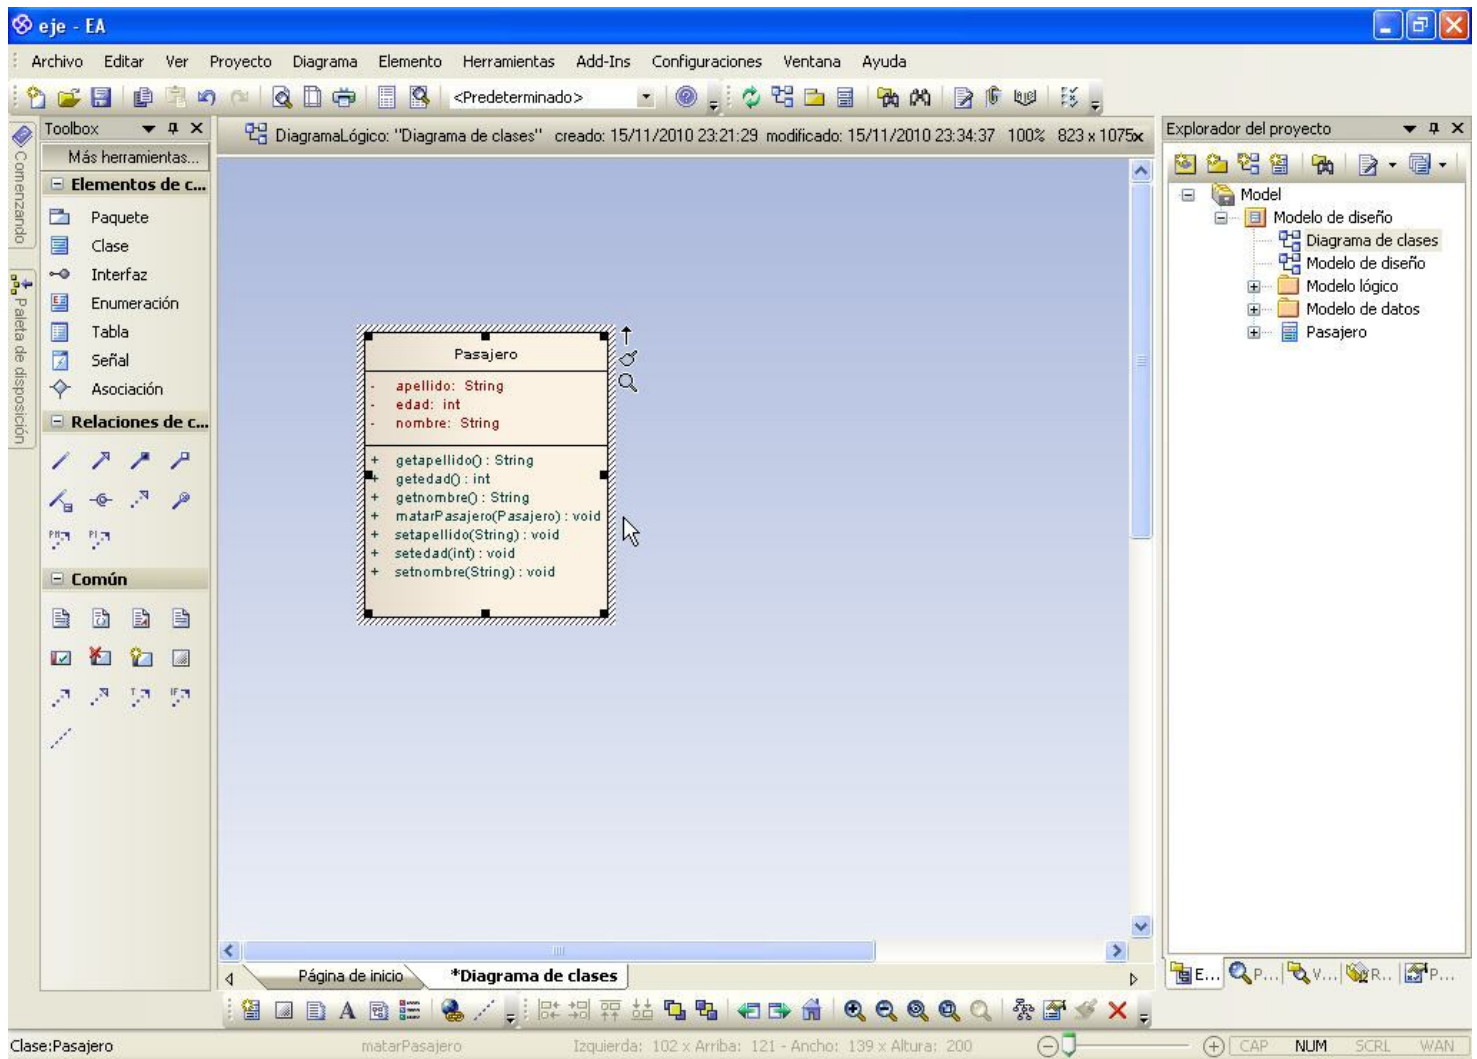 eje - EA
Archivo Editar Ver Proyecto Diagrama Elemento Herramientas Add-Ins Configuraciones Ventana Ayuda
<Predeterminado>
Comenzando
Paleta de disposición
Toolbox
Más herramientas...
Elementos de c...
Paquete
Clase
Interfaz
Enumeración
Tabla
Señal
Asociación
Relaciones de c...
Común
DiagramaLógico: "Diagrama de clases" creado: 15/11/2010 23:21:29 modificado: 15/11/2010 23:34:37 100% 823 x 1075
Pasajero
- apellido: String
- edad: int
- nombre: String
+ getapellido() : String
+ getedad() : int
+ getnombre() : String
+ matarPasajero(Pasajero) : void
+ setapellido(String) : void
+ setedad(int) : void
+ setnombre(String) : void
Explorador del proyecto
Model
Modelo de diseño
Diagrama de clases
Modelo de diseño
Modelo lógico
Modelo de datos
Pasajero
Página de inicio *Diagrama de clases
E... P... V... R... P...
Clase:Pasajero matarPasajero Izquierda: 102 x Arriba: 121 - Ancho: 139 x Altura: 200 CAP NUM SCRL WAN